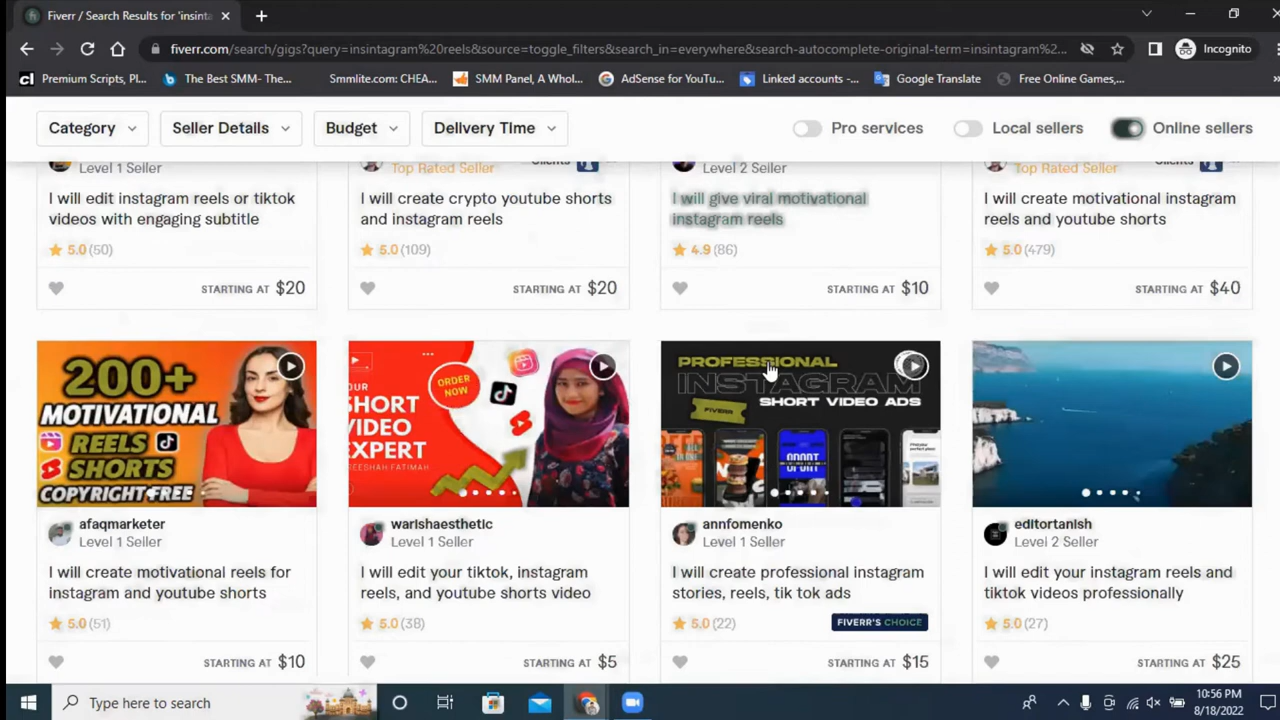 Fiverr / Search Results for 'insinta
fiverr.com/search/gigs?query=insintagram%20reels&source=toggle_filters&search_in=everywhere&search-autocomplete-original-term=insintagram%2...
Incognito
Premium Scripts, Pl...
The Best SMM- The...
Smmlite.com: CHEA...
SMM Panel, A Whol...
AdSense for YouTu...
Linked accounts -...
Google Translate
Free Online Games,...
»
Category
Seller Details
Budget
Delivery Time
Pro services
Local sellers
Online sellers
Level 1 Seller
Top Rated Seller
Clients
Level 2 Seller
Top Rated Seller
Clients
I will edit instagram reels or tiktok
videos with engaging subtitle
5.0 (50)
STARTING AT $20
I will create crypto youtube shorts
and instagram reels
5.0 (109)
STARTING AT $20
I will give viral motivational
instagram reels
4.9 (86)
STARTING AT $10
I will create motivational instagram
reels and youtube shorts
5.0 (479)
STARTING AT $40
200+
MOTIVATIONAL
REELS
SHORTS
COPYRIGHT FREE
afaqmarketer
Level 1 Seller
I will create motivational reels for
instagram and youtube shorts
5.0 (51)
STARTING AT $10
OUR
SHORT
VIDEO
EXPERT
REESHAH FATIMAH
ORDER
NOW
warishaesthetic
Level 1 Seller
I will edit your tiktok, instagram
reels, and youtube shorts video
5.0 (38)
STARTING AT $5
PROFESSIONAL
INSTAGRAM
SHORT VIDEO ADS
FIVERR
SPORT
annfomenko
Level 1 Seller
I will create professional instagram
stories, reels, tik tok ads
5.0 (22)
FIVERR'S CHOICE
STARTING AT $15
editortanish
Level 2 Seller
I will edit your instagram reels and
tiktok videos professionally
5.0 (27)
STARTING AT $25
Type here to search
10:56 PM
8/18/2022